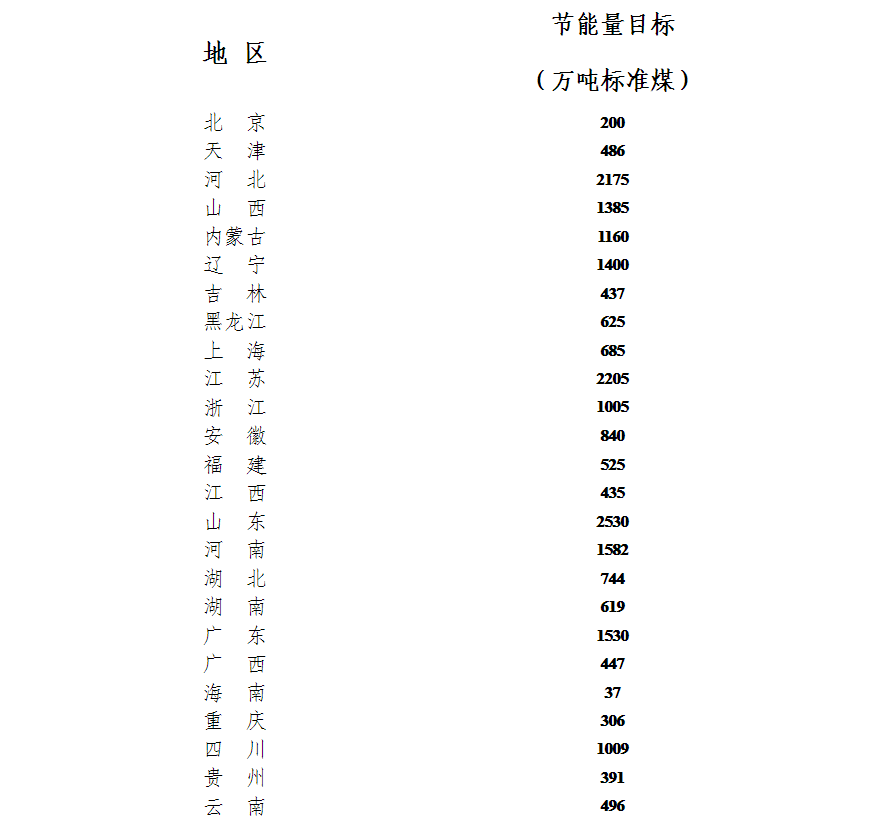 地 区 节能量目标
（万吨标准煤）
北 京 200
天 津 486
河 北 2175
山 西 1385
内蒙古 1160
辽 宁 1400
吉 林 437
黑龙江 625
上 海 685
江 苏 2205
浙 江 1005
安 徽 840
福 建 525
江 西 435
山 东 2530
河 南 1582
湖 北 744
湖 南 619
广 东 1530
广 西 447
海 南 37
重 庆 306
四 川 1009
贵 州 391
云 南 496